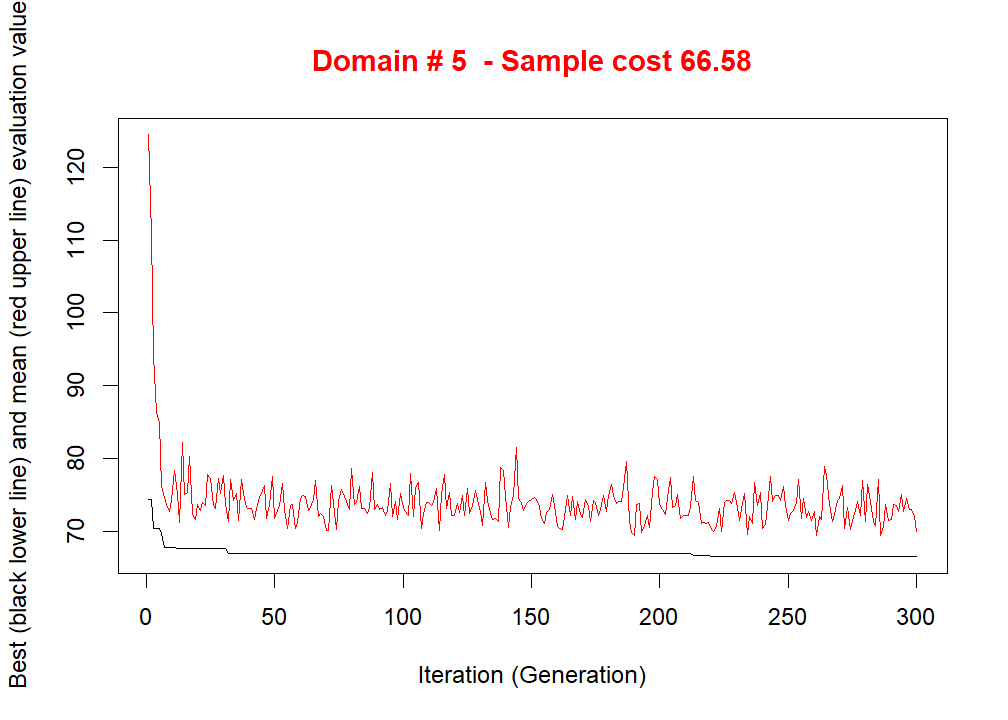 Domain # 5  - Sample cost 66.58
Best (black lower line) and mean (red upper line) evaluation value
120
110
100
90
80
70
0 50 100 150 200 250 300
Iteration (Generation)